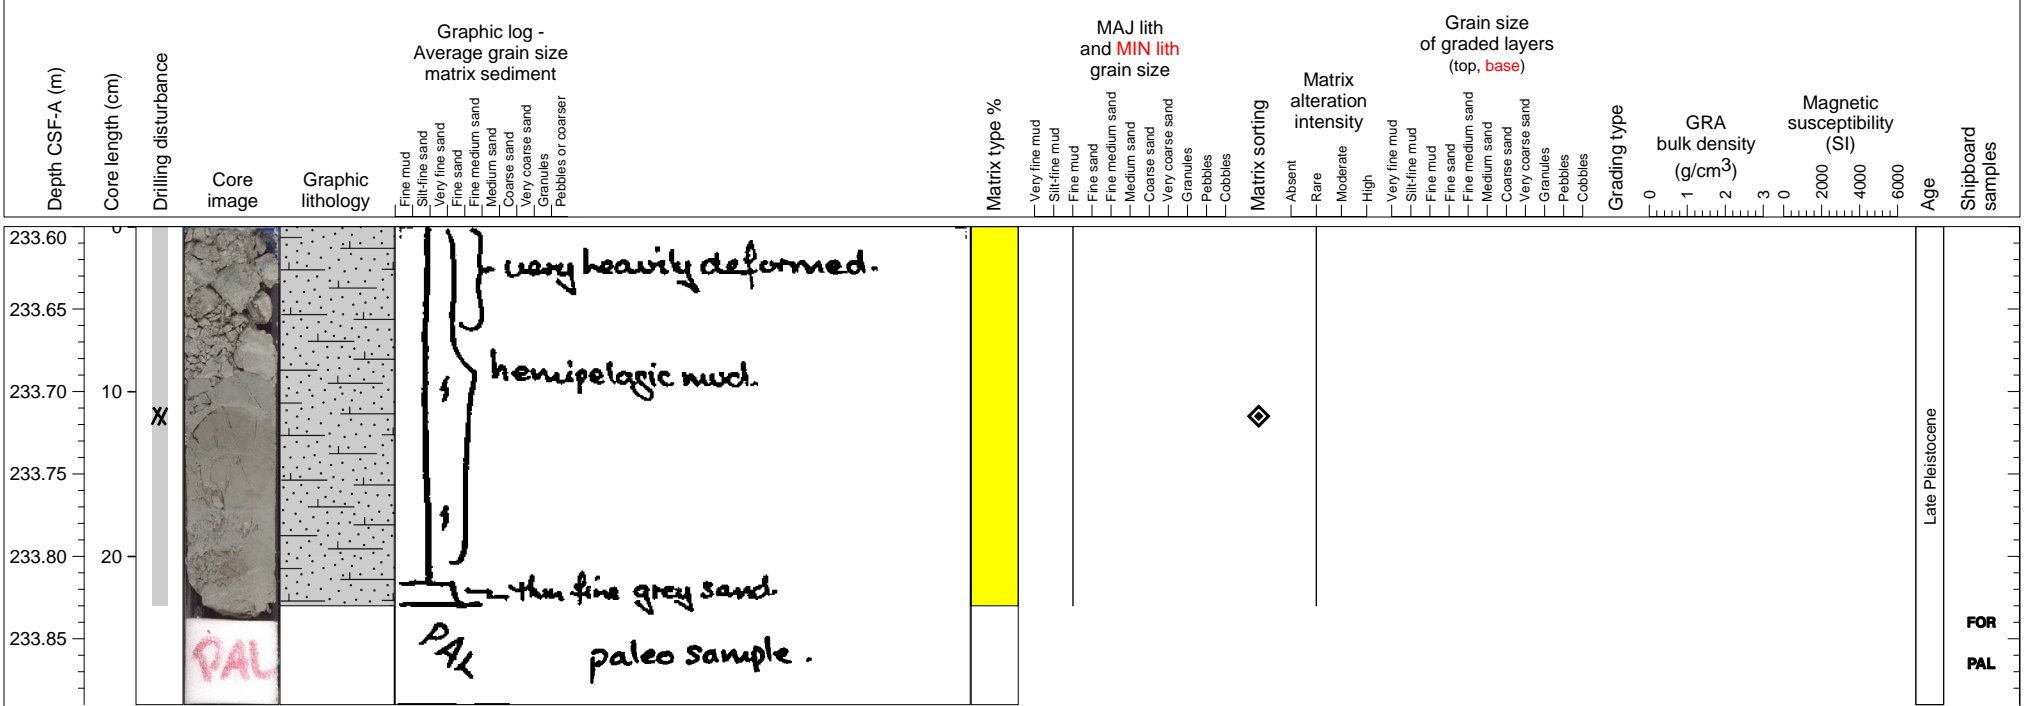 Depth CSF-A (m)
Core length (cm)
Drilling disturbance
Core
image
Graphic
lithology
Graphic log -
Average grain size
matrix sediment
Fine mud
Silt-fine sand
Very fine sand
Fine sand
Fine medium sand
Medium sand
Coarse sand
Very coarse sand
Granules
Pebbles or coarser
Matrix type %
MAJ lith
and MIN lith
grain size
Very fine mud
Silt-fine mud
Fine mud
Fine sand
Fine medium sand
Medium sand
Coarse sand
Very coarse sand
Granules
Pebbles
Cobbles
Matrix sorting
Matrix
alteration
intensity
Absent
Rare
Moderate
High
Grain size
of graded layers
(top, base)
Very fine mud
Silt-fine mud
Fine mud
Fine sand
Fine medium sand
Medium sand
Coarse sand
Very coarse sand
Granules
Pebbles
Cobbles
Grading type
GRA
bulk density
(g/cm3)
0 1 2 3
Magnetic
susceptibility
(SI)
0 2000 4000 6000
Age
Shipboard
samples
233.60
233.65
233.70
233.75
233.80
233.85
0
10
20
very heavily deformed.
hemipelagic mud.
thin fine grey sand.
PAL
PAL
paleo sample.
Late Pleistocene
FOR
PAL